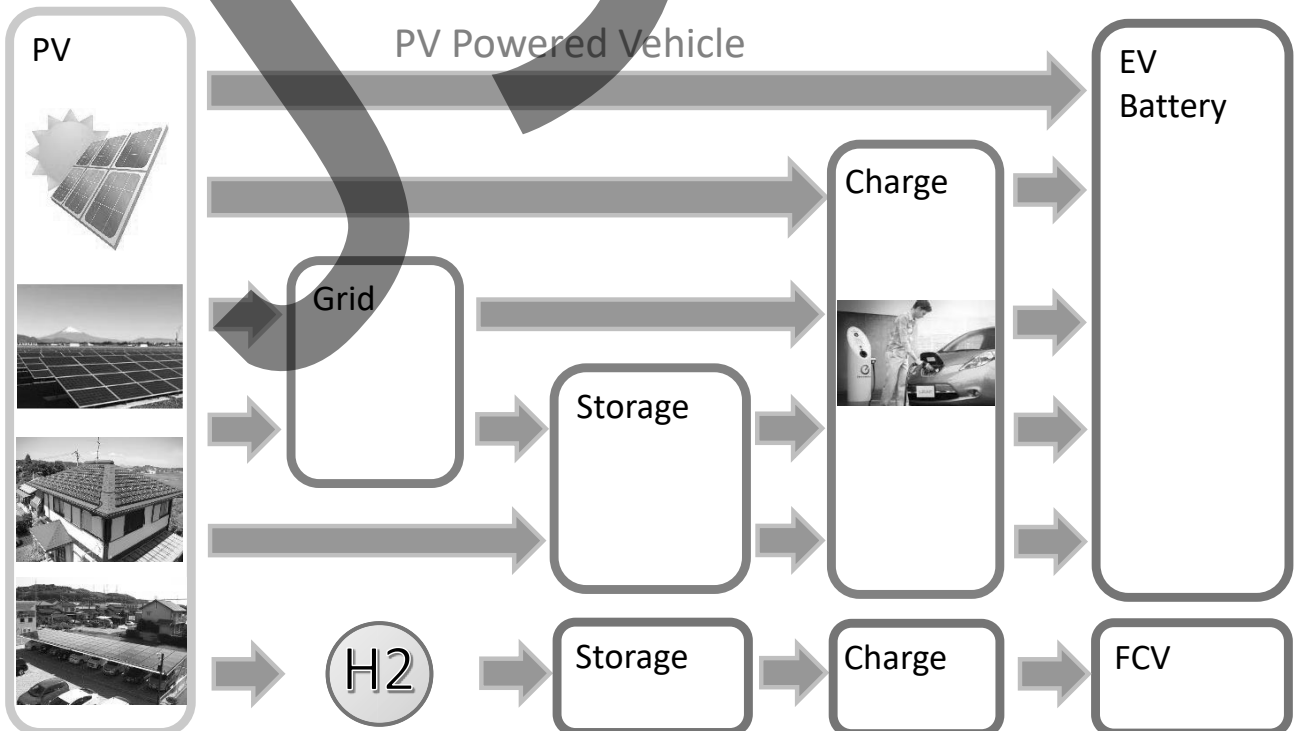 PV
PV Powered Vehicle
EV
Battery
Charge
Grid
Storage
H2
Storage
Charge
FCV